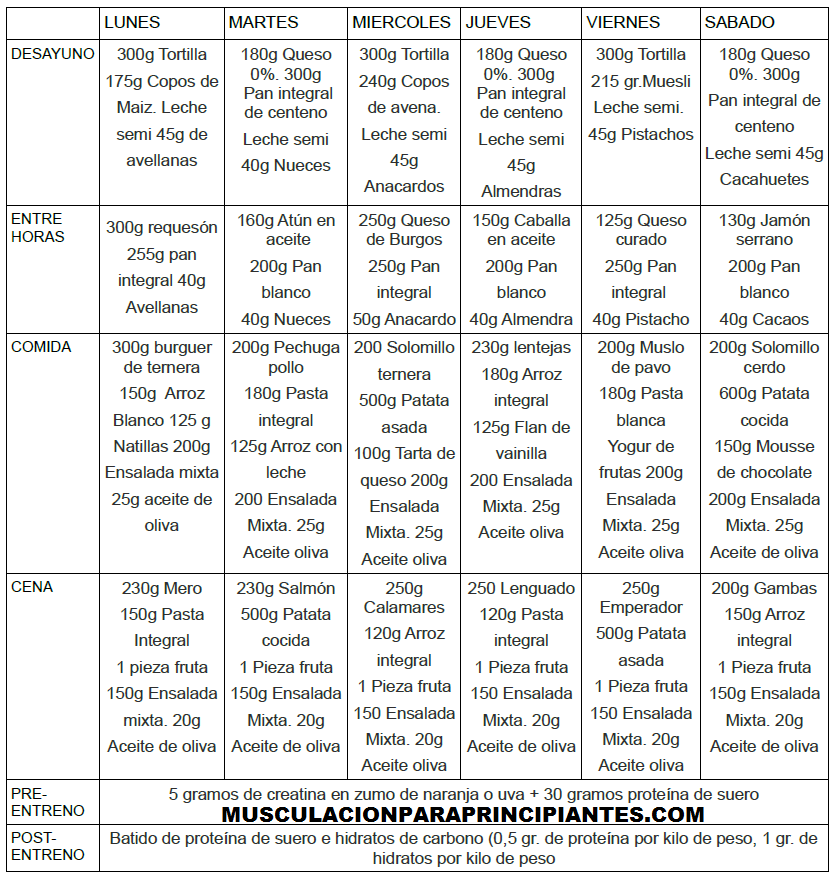 LUNES
MARTES
MIERCOLES
JUEVES
VIERNES
SABADO
DESAYUNO
300g Tortilla
175g Copos de
Maiz. Leche
semi 45g de
avellanas
180g Queso
0%. 300g
Pan integral
de centeno
Leche semi
40g Nueces
300g Tortilla
240g Copos
de avena.
Leche semi
45g
Anacardos
180g Queso
0%. 300g
Pan integral
de centeno
Leche semi
45g
Almendras
300g Tortilla
215 gr.Muesli
Leche semi.
45g Pistachos
180g Queso
0%. 300g
Pan integral de
centeno
Leche semi 45g
Cacahuetes
ENTRE
HORAS
300g requesón
255g pan
integral 40g
Avellanas
160g Atún en
aceite
200g Pan
blanco
40g Nueces
250g Queso
de Burgos
250g Pan
integral
50g Anacardo
150g Caballa
en aceite
200g Pan
blanco
40g Almendra
125g Queso
curado
250g Pan
integral
40g Pistacho
130g Jamón
serrano
200g Pan
blanco
40g Cacaos
COMIDA
300g burguer
de ternera
150g Arroz
Blanco 125 g
Natillas 200g
Ensalada mixta
25g aceite de
oliva
200g Pechuga
pollo
180g Pasta
integral
125g Arroz con
leche
200 Ensalada
Mixta. 25g
Aceite oliva
200 Solomillo
ternera
500g Patata
asada
100g Tarta de
queso 200g
Ensalada
Mixta. 25g
Aceite oliva
230g lentejas
180g Arroz
integral
125g Flan de
vainilla
200 Ensalada
Mixta. 25g
Aceite oliva
200g Muslo
de pavo
180g Pasta
blanca
Yogur de
frutas 200g
Ensalada
Mixta. 25g
Aceite oliva
200g Solomillo
cerdo
600g Patata
cocida
150g Mousse
de chocolate
200g Ensalada
Mixta. 25g
Aceite de oliva
CENA
230g Mero
150g Pasta
Integral
1 pieza fruta
150g Ensalada
mixta. 20g
Aceite de oliva
230g Salmón
500g Patata
cocida
1 Pieza fruta
150g Ensalada
Mixta. 20g
Aceite de oliva
250g
Calamares
120g Arroz
integral
1 Pieza fruta
150 Ensalada
Mixta. 20g
Aceite oliva
250 Lenguado
120g Pasta
integral
1 Pieza fruta
150 Ensalada
Mixta. 20g
Aceite de oliva
250g
Emperador
500g Patata
asada
1 Pieza fruta
150 Ensalada
Mixta. 20g
Aceite oliva
200g Gambas
150g Arroz
integral
1 Pieza fruta
150g Ensalada
Mixta. 20g
Aceite de oliva
PRE-
ENTRENO
5 gramos de creatina en zumo de naranja o uva + 30 gramos proteína de suero
MUSCULACIONPARAPRINCIPIANTES.COM
POST-
ENTRENO
Batido de proteína de suero e hidratos de carbono (0,5 gr. de proteína por kilo de peso, 1 gr. de
hidratos por kilo de peso